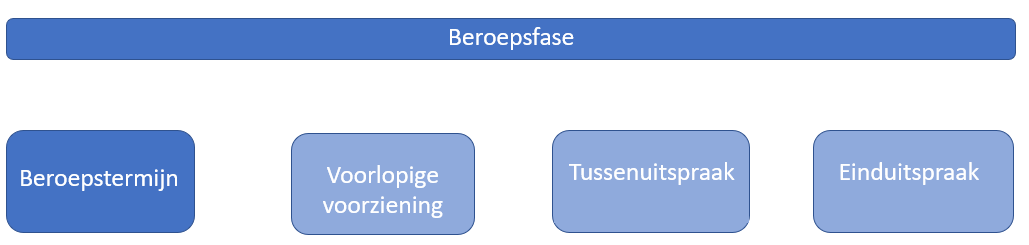 Beroepsfase
Beroepstermijn
Voorlopige
voorziening
Tussenuitspraak
Einduitspraak